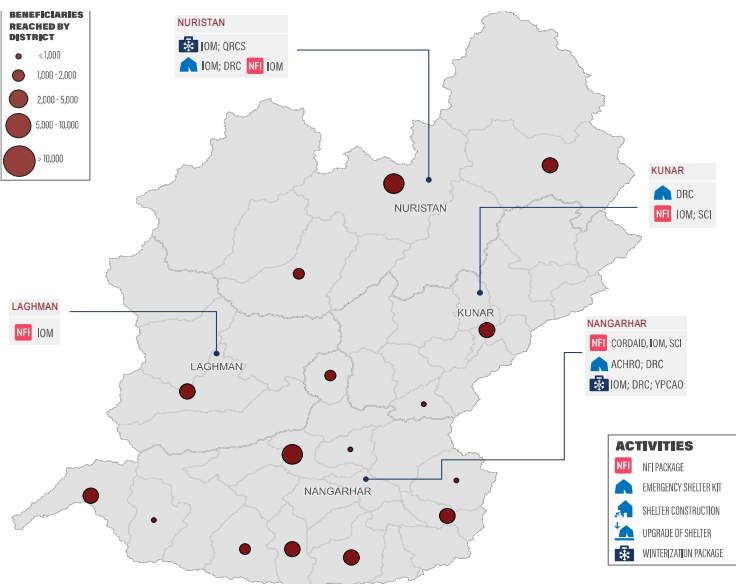 BENEFICIARIES
REACHED BY
DISTRICT
< 1,000
1,000 - 2,000
2,000 - 5,000
5,000 - 10,000
> 10,000
NURISTAN
IOM; QRCS
IOM; DRC NFI IOM
KUNAR
DRC
NFI IOM; SCI
NURISTAN
LAGHMAN
NFI IOM
KUNAR
NANGARHAR
NFI CORDAID, IOM, SCI
ACHRO; DRC
IOM; DRC; YPCAO
LAGHMAN
NANGARHAR
ACTIVITIES
NFI NFI PACKAGE
EMERGENCY SHELTER KIT
SHELTER CONSTRUCTION
UPGRADE OF SHELTER
WINTERIZATION PACKAGE